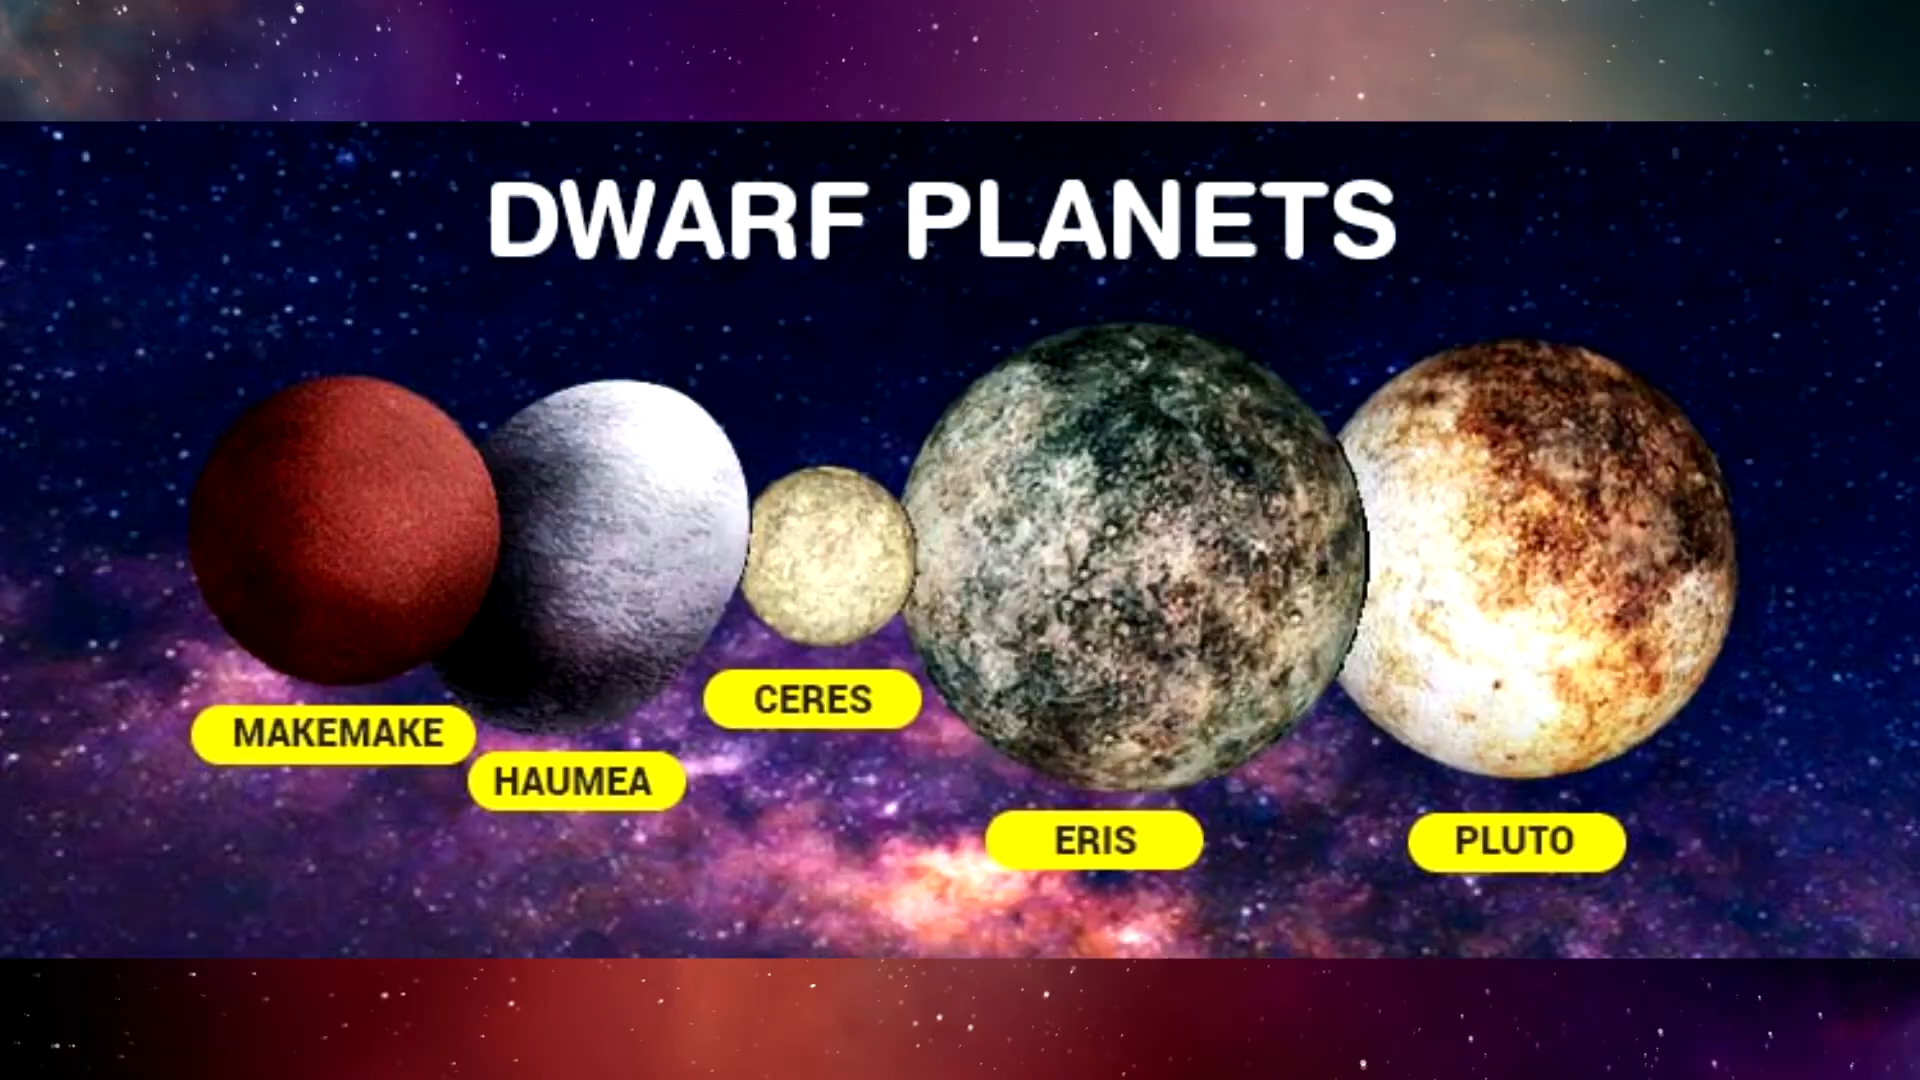 DWARF PLANETS
MAKEMAKE
HAUMEA
CERES
ERIS
PLUTO